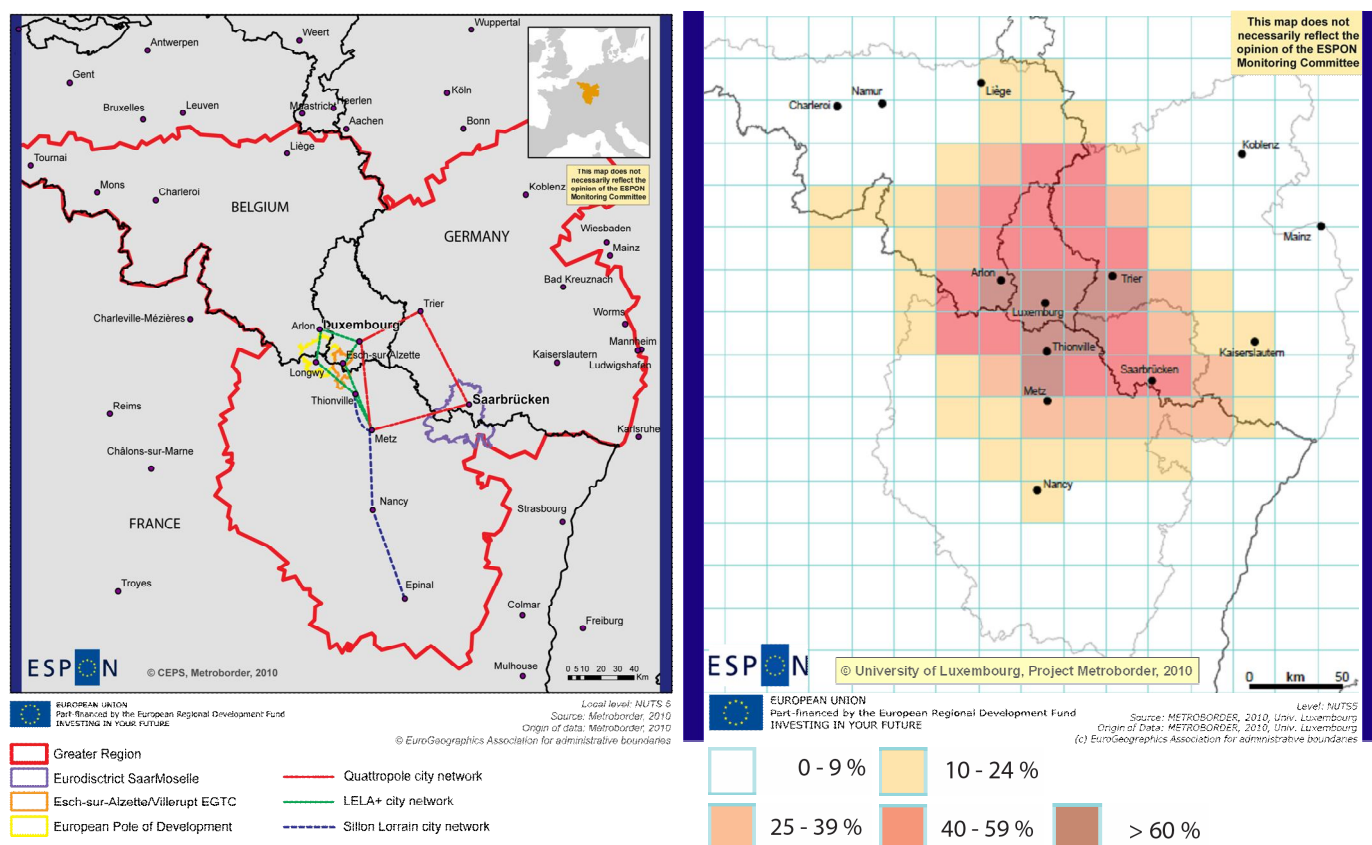 Wuppertal
Weert
Antwerpen
Gent
Köln
Bruxelles
Leuven
Maastricht
Heerlen
Aachen
Bonn
Liège
Tournai
This map does not
necessarily reflect the
opinion of the ESPON
Monitoring Committee
Mons
Charleroi
Koblenz
BELGIUM
GERMANY
Wiesbaden
Mainz
Bad Kreuznach
Trier
Charleville-Mézières
Arlon
Worms
Mannheim
Ludwigshafen
Esch-sur-Alzette
Kaiserslautern
Longwy
Thionville
Saarbrücken
Reims
Metz
Karlsruhe
Châlons-sur-Marne
Nancy
Strasbourg
FRANCE
Troyes
Epinal
Colmar
Freiburg
Mulhouse
ESPON
© CEPS, Metroborder, 2010
0 5 10 20 30 40
Km
EUROPEAN UNION
Part-financed by the European Regional Development Fund
INVESTING IN YOUR FUTURE
Local level: NUTS 5
Source: Metroborder, 2010
Origin of data: Metroborder, 2010
© EuroGeographics Association for administrative boundaries
Greater Region
Eurodisctrict SaarMoselle
Esch-sur-Alzette/Villerupt EGTC
European Pole of Development
Quattropole city network
LELA+ city network
Sillon Lorrain city network
This map does not
necessarily reflect the
opinion of the ESPON
Monitoring Committee
Liège
Namur
Charleroi
Koblenz
Mainz
Arlon
Trier
Luxemburg
Thionville
Kaiserslautern
Saarbrücken
Metz
Nancy
ESPON
© University of Luxembourg, Project Metroborder, 2010
0 km 50
EUROPEAN UNION
Part-financed by the European Regional Development Fund
INVESTING IN YOUR FUTURE
Level: NUTS5
Source: METROBORDER, 2010, Univ. Luxembourg
Origin of Data: METROBORDER, 2010, Univ. Luxembourg
(c) EuroGeographics Association for administrative boundaries
0 - 9 %
10 - 24 %
25 - 39 %
40 - 59 %
> 60 %